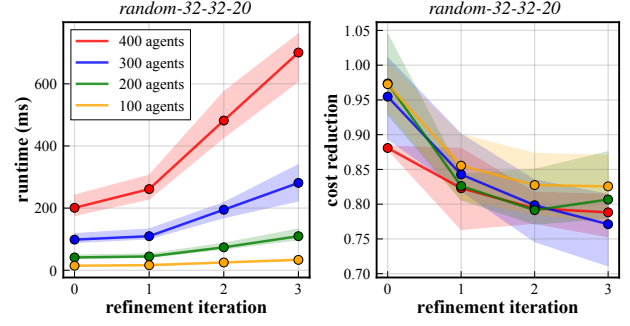 random-32-32-20
600
400
200
0
runtime (ms)
400 agents
300 agents
200 agents
100 agents
0 1 2 3
refinement iteration
random-32-32-20
1.05
1.00
0.95
0.90
0.85
0.80
0.75
0.70
cost reduction
0 1 2 3
refinement iteration